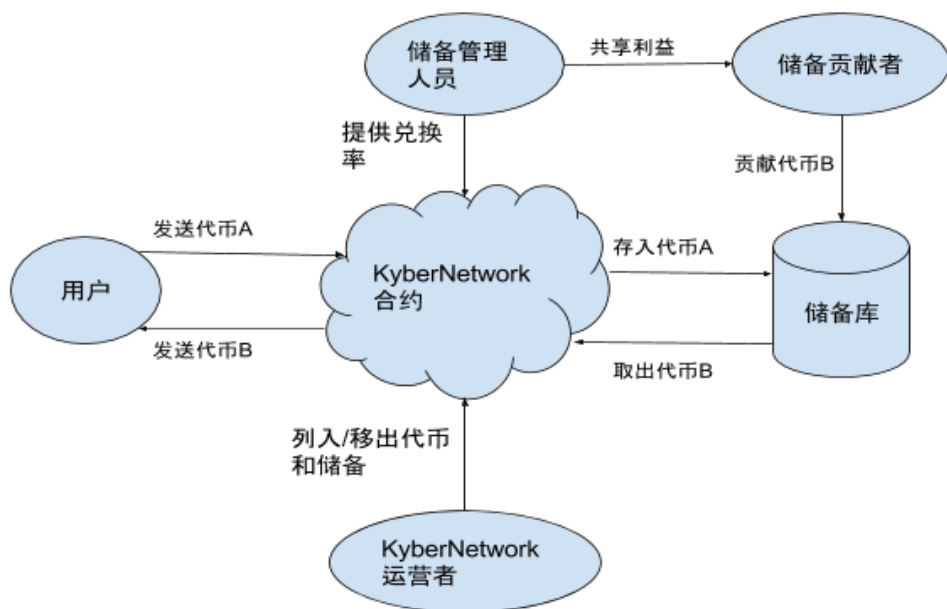 储备管理
人员
共享利益
储备贡献者
提供兑换
率
贡献代币B
发送代币A
存入代币A
KyberNetwork
合约
用户
储备库
发送代币B
取出代币B
列入/移出代币
和储备
KyberNetwork
运营者